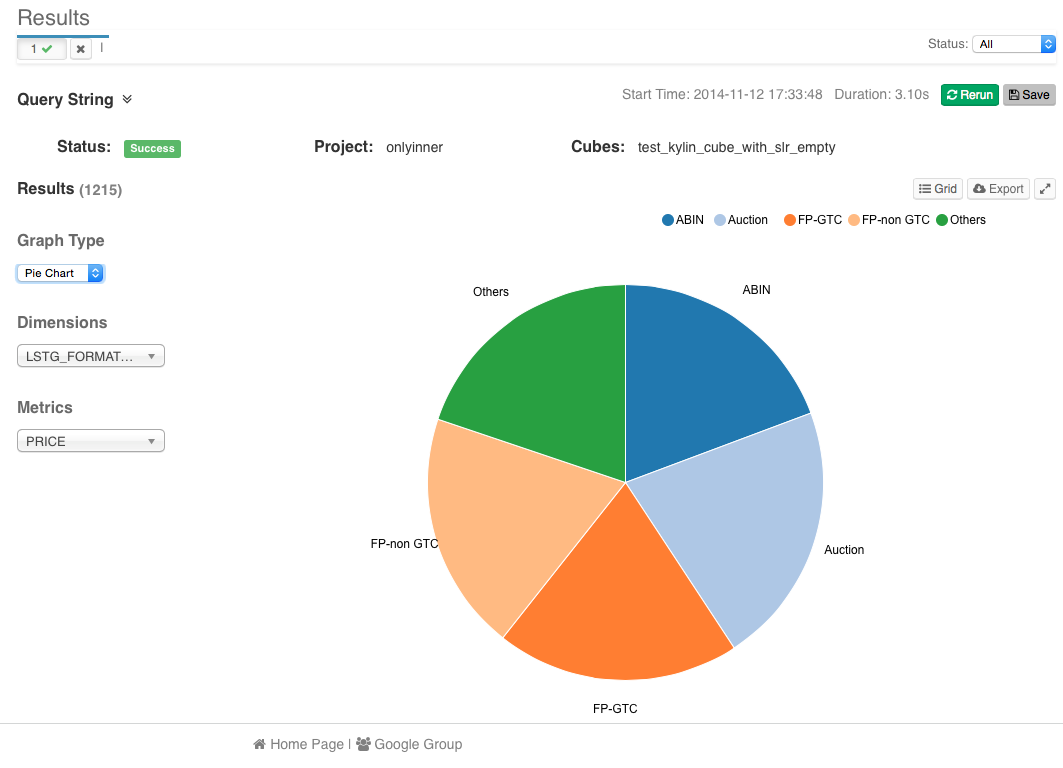 Results
1
Status: All
Query String
Start Time: 2014-11-12 17:33:48 Duration: 3.10s Rerun Save
Status: Success Project: onlyinner Cubes: test_kylin_cube_with_slr_empty
Results (1215)
Grid Export
ABIN Auction FP-GTC FP-non GTC Others
Graph Type
Pie Chart
Others
ABIN
Dimensions
LSTG_FORMAT...
Metrics
PRICE
FP-non GTC
Auction
FP-GTC
Home Page | Google Group